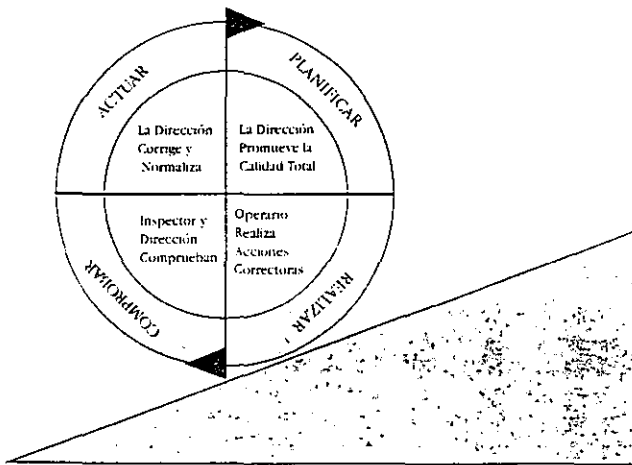 ACTUAR
PLANIFICAR
La Dirección
Corrige y
Normaliza
La Dirección
Promueve la
Calidad Total
Inspector y
Dirección
Comprueban
Operario
Realiza
Acciones
Correctoras
COMPROBAR
REALIZAR